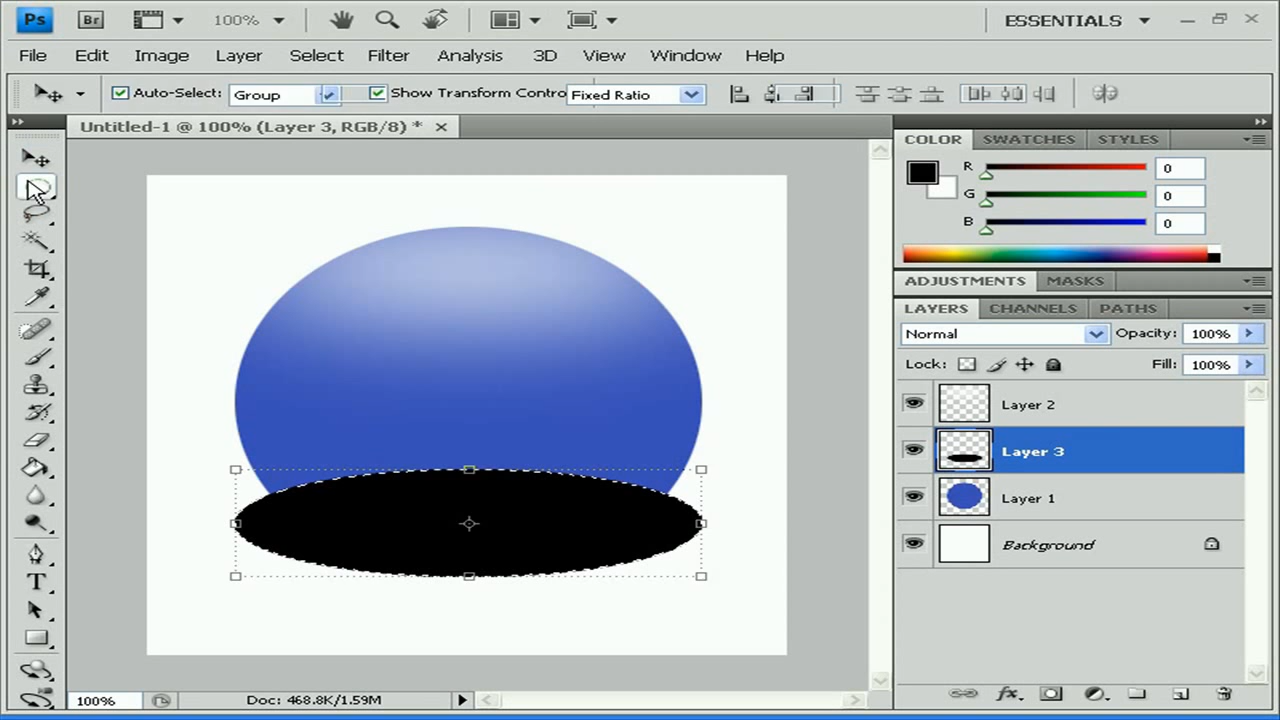 Ps Br 100% ESSENTIALS
File Edit Image Layer Select Filter Analysis 3D View Window Help
Auto-Select: Group Show Transform Contro Fixed Ratio
Untitled-1 @ 100% (Layer 3, RGB/8) *
COLOR SWATCHES STYLES
R 0
G 0
B 0
ADJUSTMENTS MASKS
LAYERS CHANNELS PATHS
Normal Opacity: 100%
Lock: Fill: 100%
Layer 2
Layer 3
Layer 1
Background
T
fx
100% Doc: 468.8K/1.59M